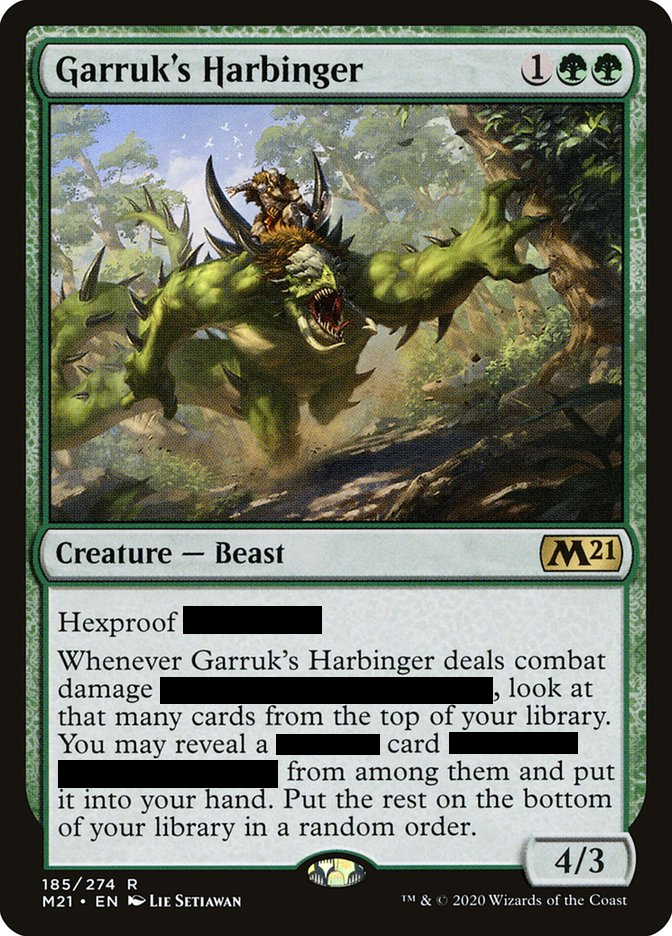 Garruk's Harbinger 1
Creature — Beast M21
Hexproof
Whenever Garruk's Harbinger deals combat
damage , look at
that many cards from the top of your library.
You may reveal a card
from among them and put
it into your hand. Put the rest on the bottom
of your library in a random order.
4/3
185/274 R
M21 • EN LIE SETIAWAN ™ & © 2020 Wizards of the Coast